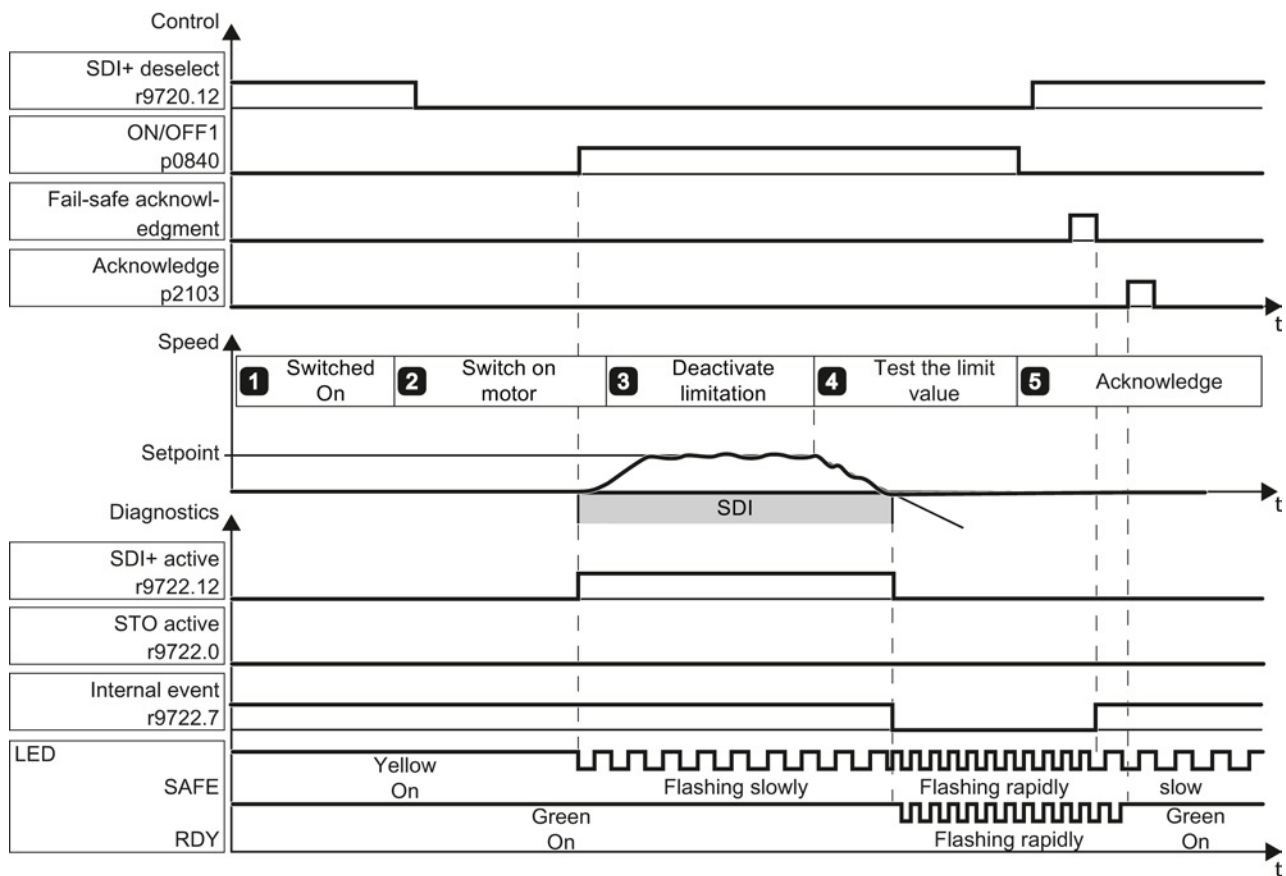 Control
SDI+ deselect
r9720.12
ON/OFF1
p0840
Fail-safe acknowl-
edgment
Acknowledge
p2103
t
Speed
1 Switched
On
2 Switch on
motor
3 Deactivate
limitation
4 Test the limit
value
5 Acknowledge
Setpoint
SDI
t
Diagnostics
SDI+ active
r9722.12
STO active
r9722.0
Internal event
r9722.7
LED
SAFE
Yellow
On
Flashing slowly
Flashing rapidly
slow
RDY
Green
On
Flashing rapidly
Green
On
t